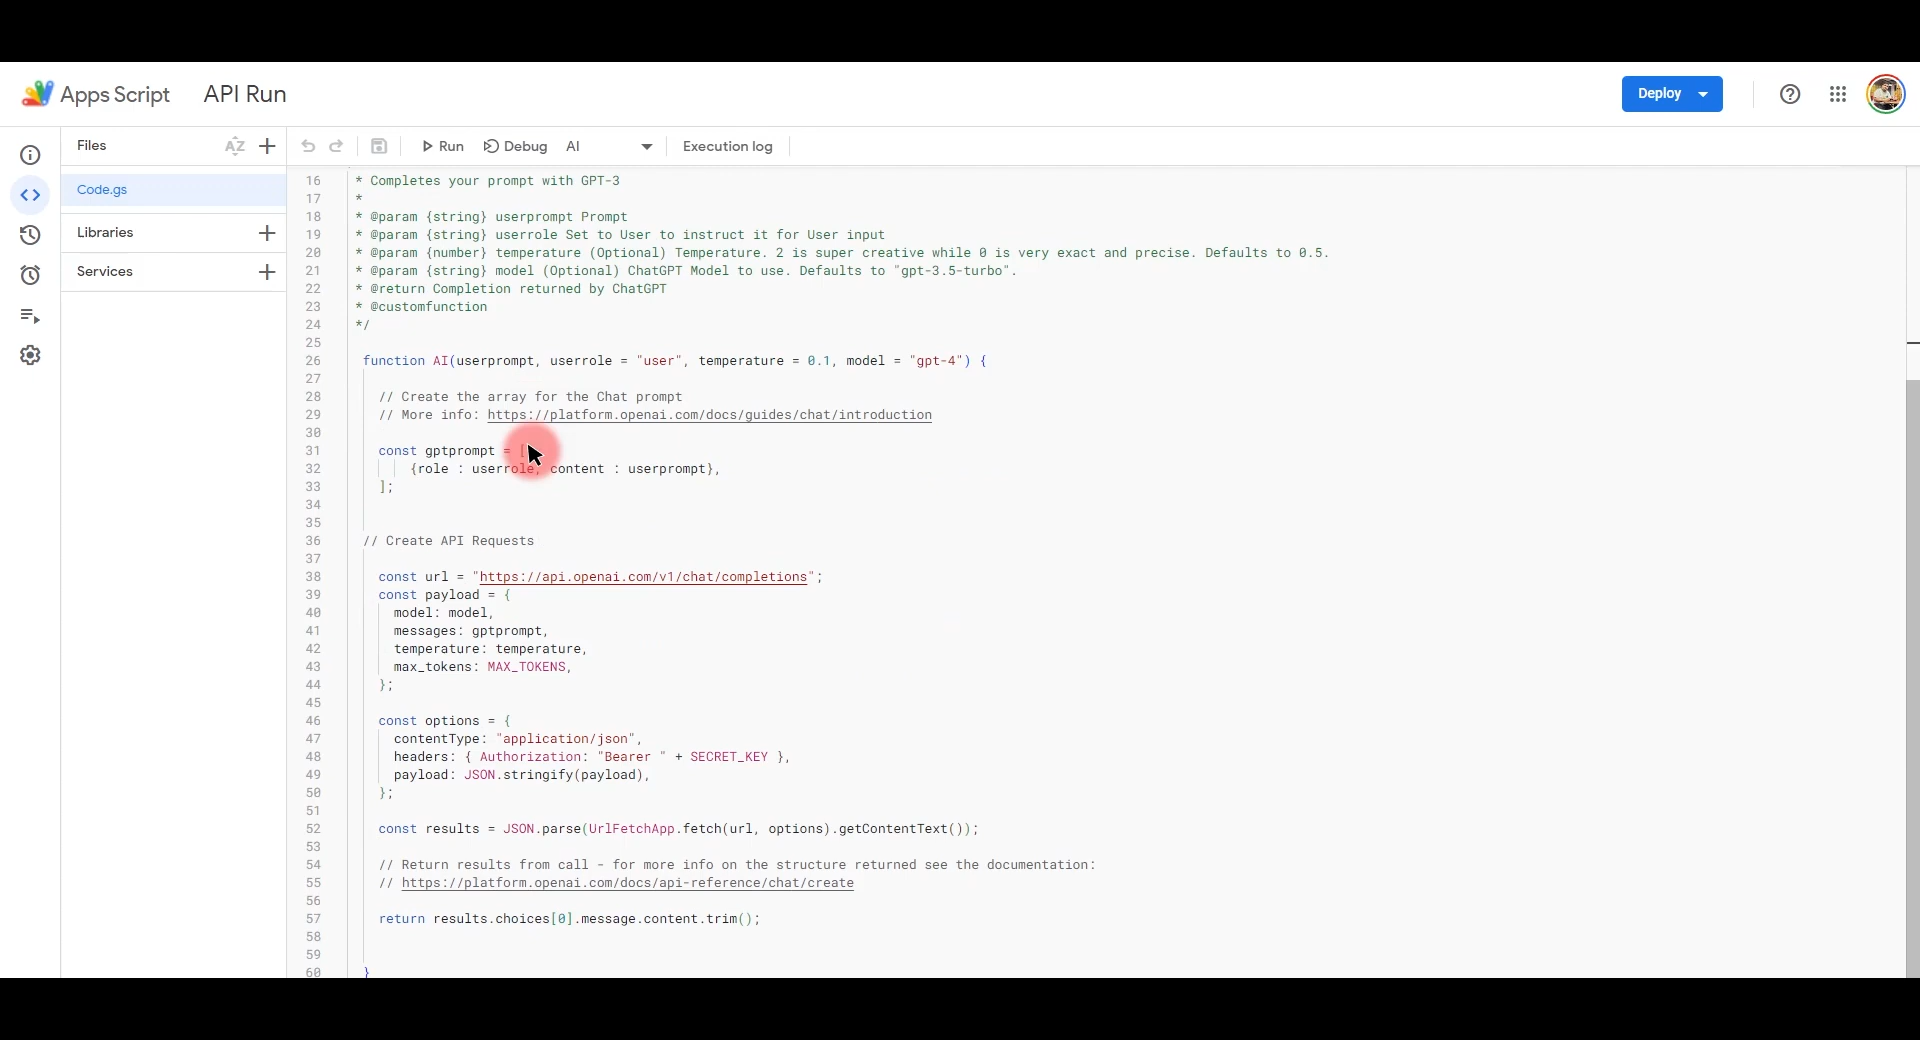 Apps Script API Run Deploy
Files AZ Run Debug AI Execution log
Code.gs
Libraries
Services
16 * Completes your prompt with GPT-3
17 *
18 * @param {string} userprompt Prompt
19 * @param {string} userrole Set to User to instruct it for User input
20 * @param {number} temperature (Optional) Temperature. 2 is super creative while 0 is very exact and precise. Defaults to 0.5.
21 * @param {string} model (Optional) ChatGPT Model to use. Defaults to "gpt-3.5-turbo".
22 * @return Completion returned by ChatGPT
23 * @customfunction
24 */
25
26 function AI(userprompt, userrole = "user", temperature = 0.1, model = "gpt-4") {
27
28 // Create the array for the Chat prompt
29 // More info: https://platform.openai.com/docs/guides/chat/introduction
30
31 const gptprompt = [
32 {role : userrole, content : userprompt},
33 ];
34
35
36 // Create API Requests
37
38 const url = "https://api.openai.com/v1/chat/completions";
39 const payload = {
40 model: model,
41 messages: gptprompt,
42 temperature: temperature,
43 max_tokens: MAX_TOKENS,
44 };
45
46 const options = {
47 contentType: "application/json",
48 headers: { Authorization: "Bearer " + SECRET_KEY },
49 payload: JSON.stringify(payload),
50 };
51
52 const results = JSON.parse(UrlFetchApp.fetch(url, options).getContentText());
53
54 // Return results from call - for more info on the structure returned see the documentation:
55 // https://platform.openai.com/docs/api-reference/chat/create
56
57 return results.choices[0].message.content.trim();
58
59
60 }